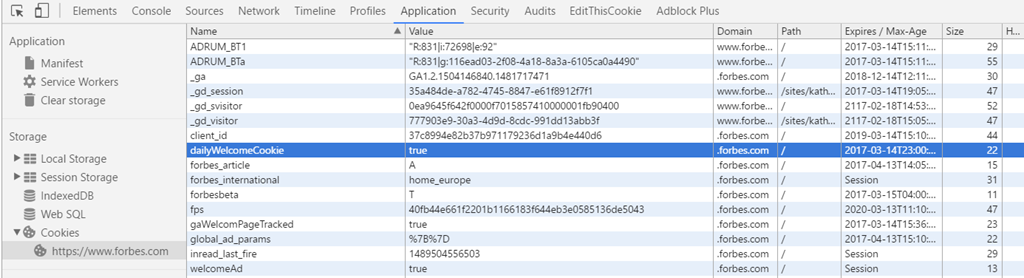 Elements Console Sources Network Timeline Profiles Application Security Audits EditThisCookie Adblock Plus
Application
Manifest
Service Workers
Clear storage
Storage
Local Storage
Session Storage
IndexedDB
Web SQL
Cookies
https://www.forbes.com
Name Value Domain Path Expires / Max-Age Size H...
ADRUM_BT1 "R:831|i:72698|e:92" www.forbe... / 2017-03-14T15:11:... 29
ADRUM_BTa "R:831|g:116ead03-2f08-4a18-8a3a-6105ca0a4490" www.forbe... / 2017-03-14T15:11:... 55
_ga GA1.2.1504146840.1481717471 .forbes.com / 2018-12-14T12:11:... 30
_gd_session 35a484de-a782-4745-8847-e61f8912f7f1 www.forbe... /sites/kath... 2017-03-14T19:05:... 47
_gd_svisitor 0ea9645642f0000f7015857410000001fb90400 www.forbe... / 2117-02-18T14:53:... 52
_gd_visitor 777903e9-30a3-4d9d-8cdc-991dd13abb3f www.forbe... /sites/kath... 2117-02-18T15:05:... 47
client_id 37c8994e82b37b971179236d1a9b4e440d6 .forbes.com / 2019-03-14T15:10:... 44
dailyWelcomeCookie true .forbes.com / 2017-03-14T23:00:... 22
forbes_article A .forbes.com / 2017-04-13T14:05:... 15
forbes_international home_europe .forbes.com / Session 31
forbesbeta T .forbes.com / 2017-03-15T04:00:... 11
fps 40fb44e661f2201b1166183f644eb3e0585136de5043 .forbes.com / 2020-03-13T11:10:... 47
gaWelcomPageTracked true .forbes.com / 2017-03-14T15:36:... 23
global_ad_params %7B%7D .forbes.com / 2017-04-13T15:10:... 22
inread_last_fire 1489504556503 .forbes.com / Session 29
welcomeAd true .forbes.com / Session 13